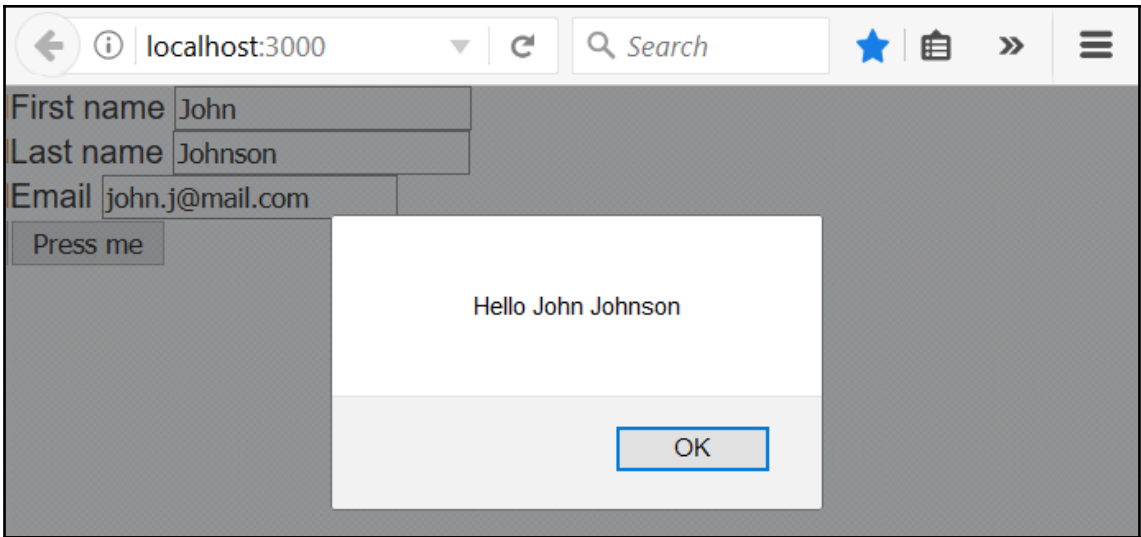 localhost:3000 Search
First name John
Last name Johnson
Email john.j@mail.com
Press me
Hello John Johnson
OK